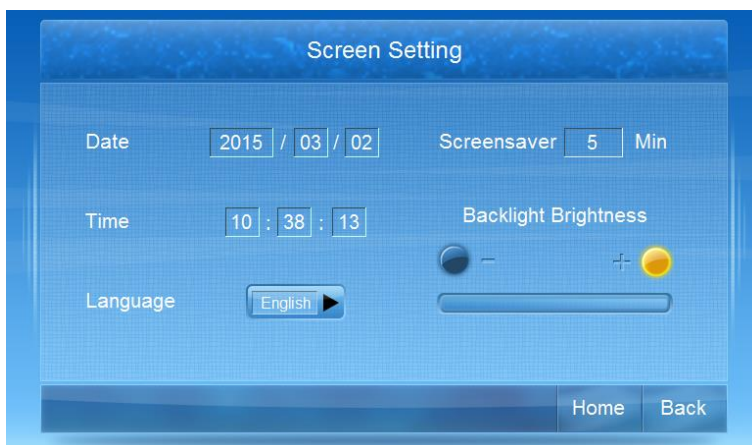 Screen Setting
Date 2015 / 03 / 02 Screensaver 5 Min
Time 10 : 38 : 13 Backlight Brightness
− +
Language English
Home Back